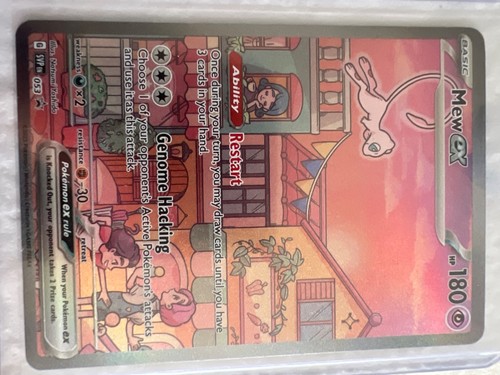 BASIC
Mew ex
HP 180
Ability Restart
Once during your turn, you may draw cards until you have
3 cards in your hand.
Genome Hacking
Choose 1 of your opponent's Active Pokémon's attacks
and use it as this attack.
weakness ×2
resistance -30
retreat
Illus.
G SVP EN 053
Pokémon ex rule
When your Pokémon ex
is Knocked Out, your opponent takes 2 Prize cards.